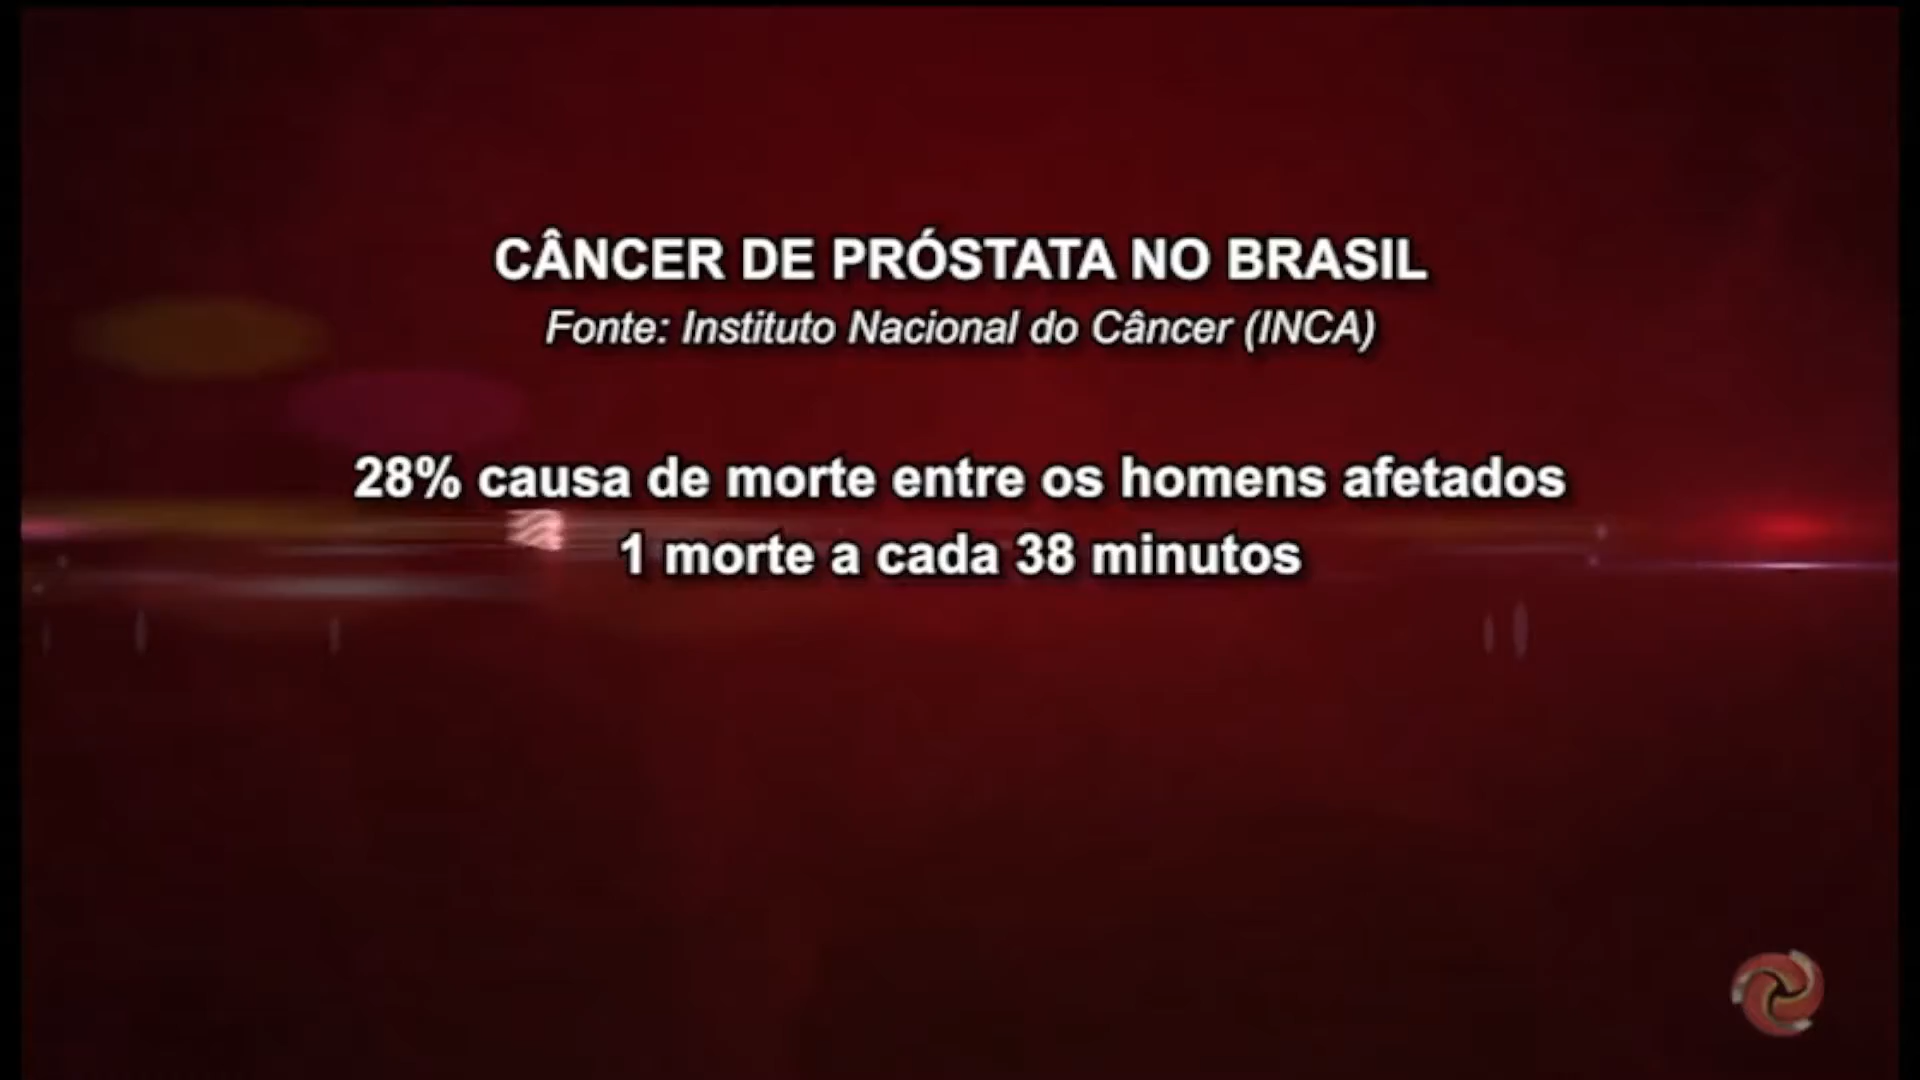 CÂNCER DE PRÓSTATA NO BRASIL
Fonte: Instituto Nacional do Câncer (INCA)
28% causa de morte entre os homens afetados
1 morte a cada 38 minutos